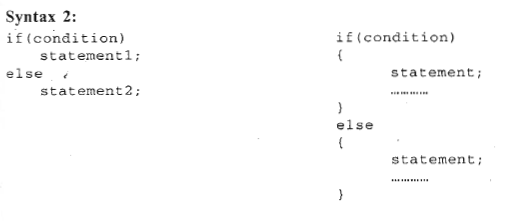 Syntax 2:
if(condition)
statement1;
else
statement2;
if(condition)
{
statement;
…………
}
else
{
statement;
…………
}